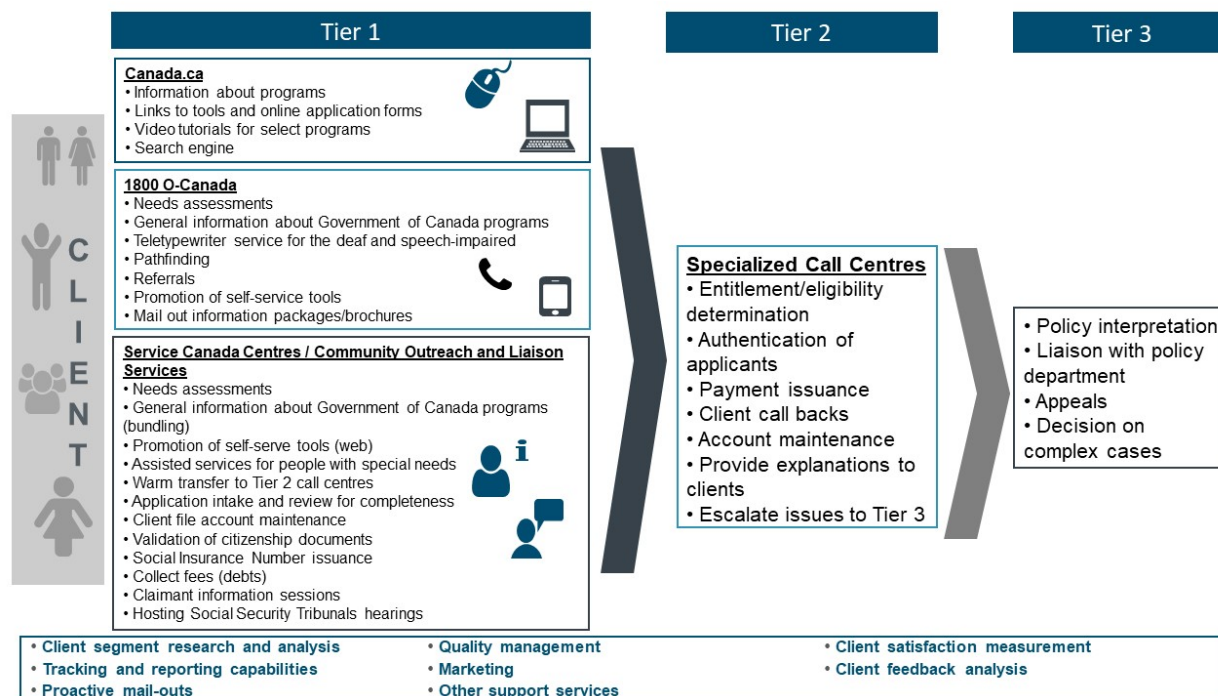 Tier 1
Tier 2
Tier 3
CLIENT
Canada.ca
• Information about programs
• Links to tools and online application forms
• Video tutorials for select programs
• Search engine
1800 O-Canada
• Needs assessments
• General information about Government of Canada programs
• Teletypewriter service for the deaf and speech-impaired
• Pathfinding
• Referrals
• Promotion of self-service tools
• Mail out information packages/brochures
Service Canada Centres / Community Outreach and Liaison
Services
• Needs assessments
• General information about Government of Canada programs
(bundling)
• Promotion of self-serve tools (web)
• Assisted services for people with special needs
• Warm transfer to Tier 2 call centres
• Application intake and review for completeness
• Client file account maintenance
• Validation of citizenship documents
• Social Insurance Number issuance
• Collect fees (debts)
• Claimant information sessions
• Hosting Social Security Tribunals hearings
i
Specialized Call Centres
• Entitlement/eligibility
determination
• Authentication of
applicants
• Payment issuance
• Client call backs
• Account maintenance
• Provide explanations to
clients
• Escalate issues to Tier 3
• Policy interpretation
• Liaison with policy
department
• Appeals
• Decision on
complex cases
• Client segment research and analysis
• Tracking and reporting capabilities
• Proactive mail-outs
• Quality management
• Marketing
• Other support services
• Client satisfaction measurement
• Client feedback analysis